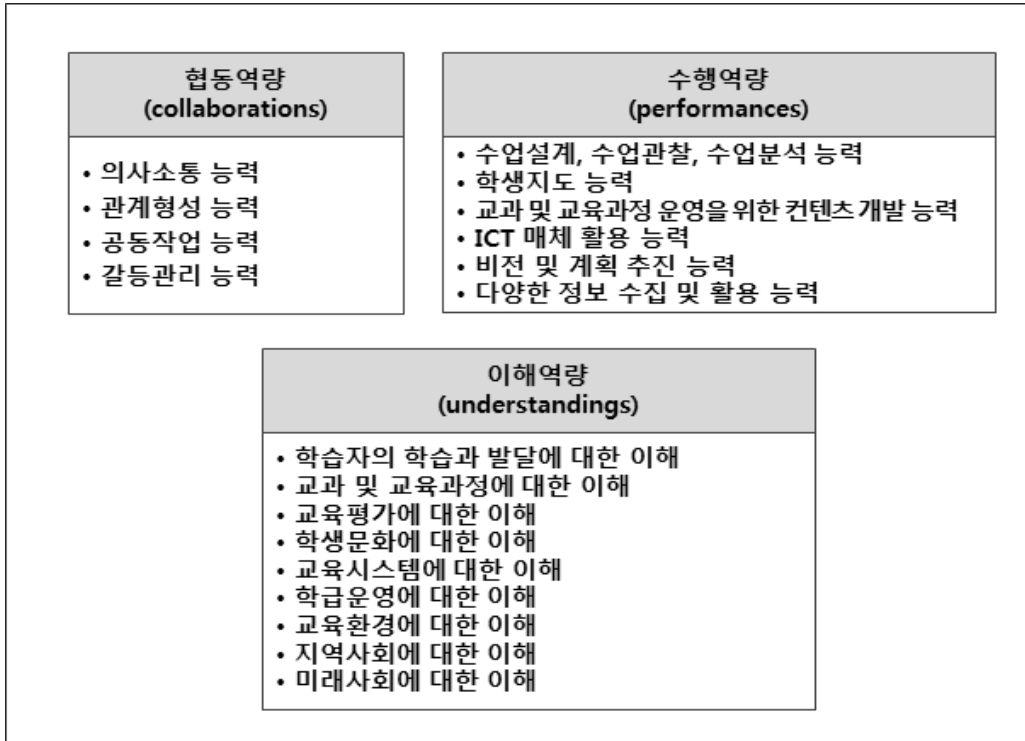 협동역량
(collaborations)
• 의사소통 능력
• 관계형성 능력
• 공동작업 능력
• 갈등관리 능력
수행역량
(performances)
• 수업설계, 수업관찰, 수업분석 능력
• 학생지도 능력
• 교과 및 교육과정 운영을 위한 컨텐츠 개발 능력
• ICT 매체 활용 능력
• 비전 및 계획 추진 능력
• 다양한 정보 수집 및 활용 능력
이해역량
(understandings)
• 학습자의 학습과 발달에 대한 이해
• 교과 및 교육과정에 대한 이해
• 교육평가에 대한 이해
• 학생문화에 대한 이해
• 교육시스템에 대한 이해
• 학급운영에 대한 이해
• 교육환경에 대한 이해
• 지역사회에 대한 이해
• 미래사회에 대한 이해